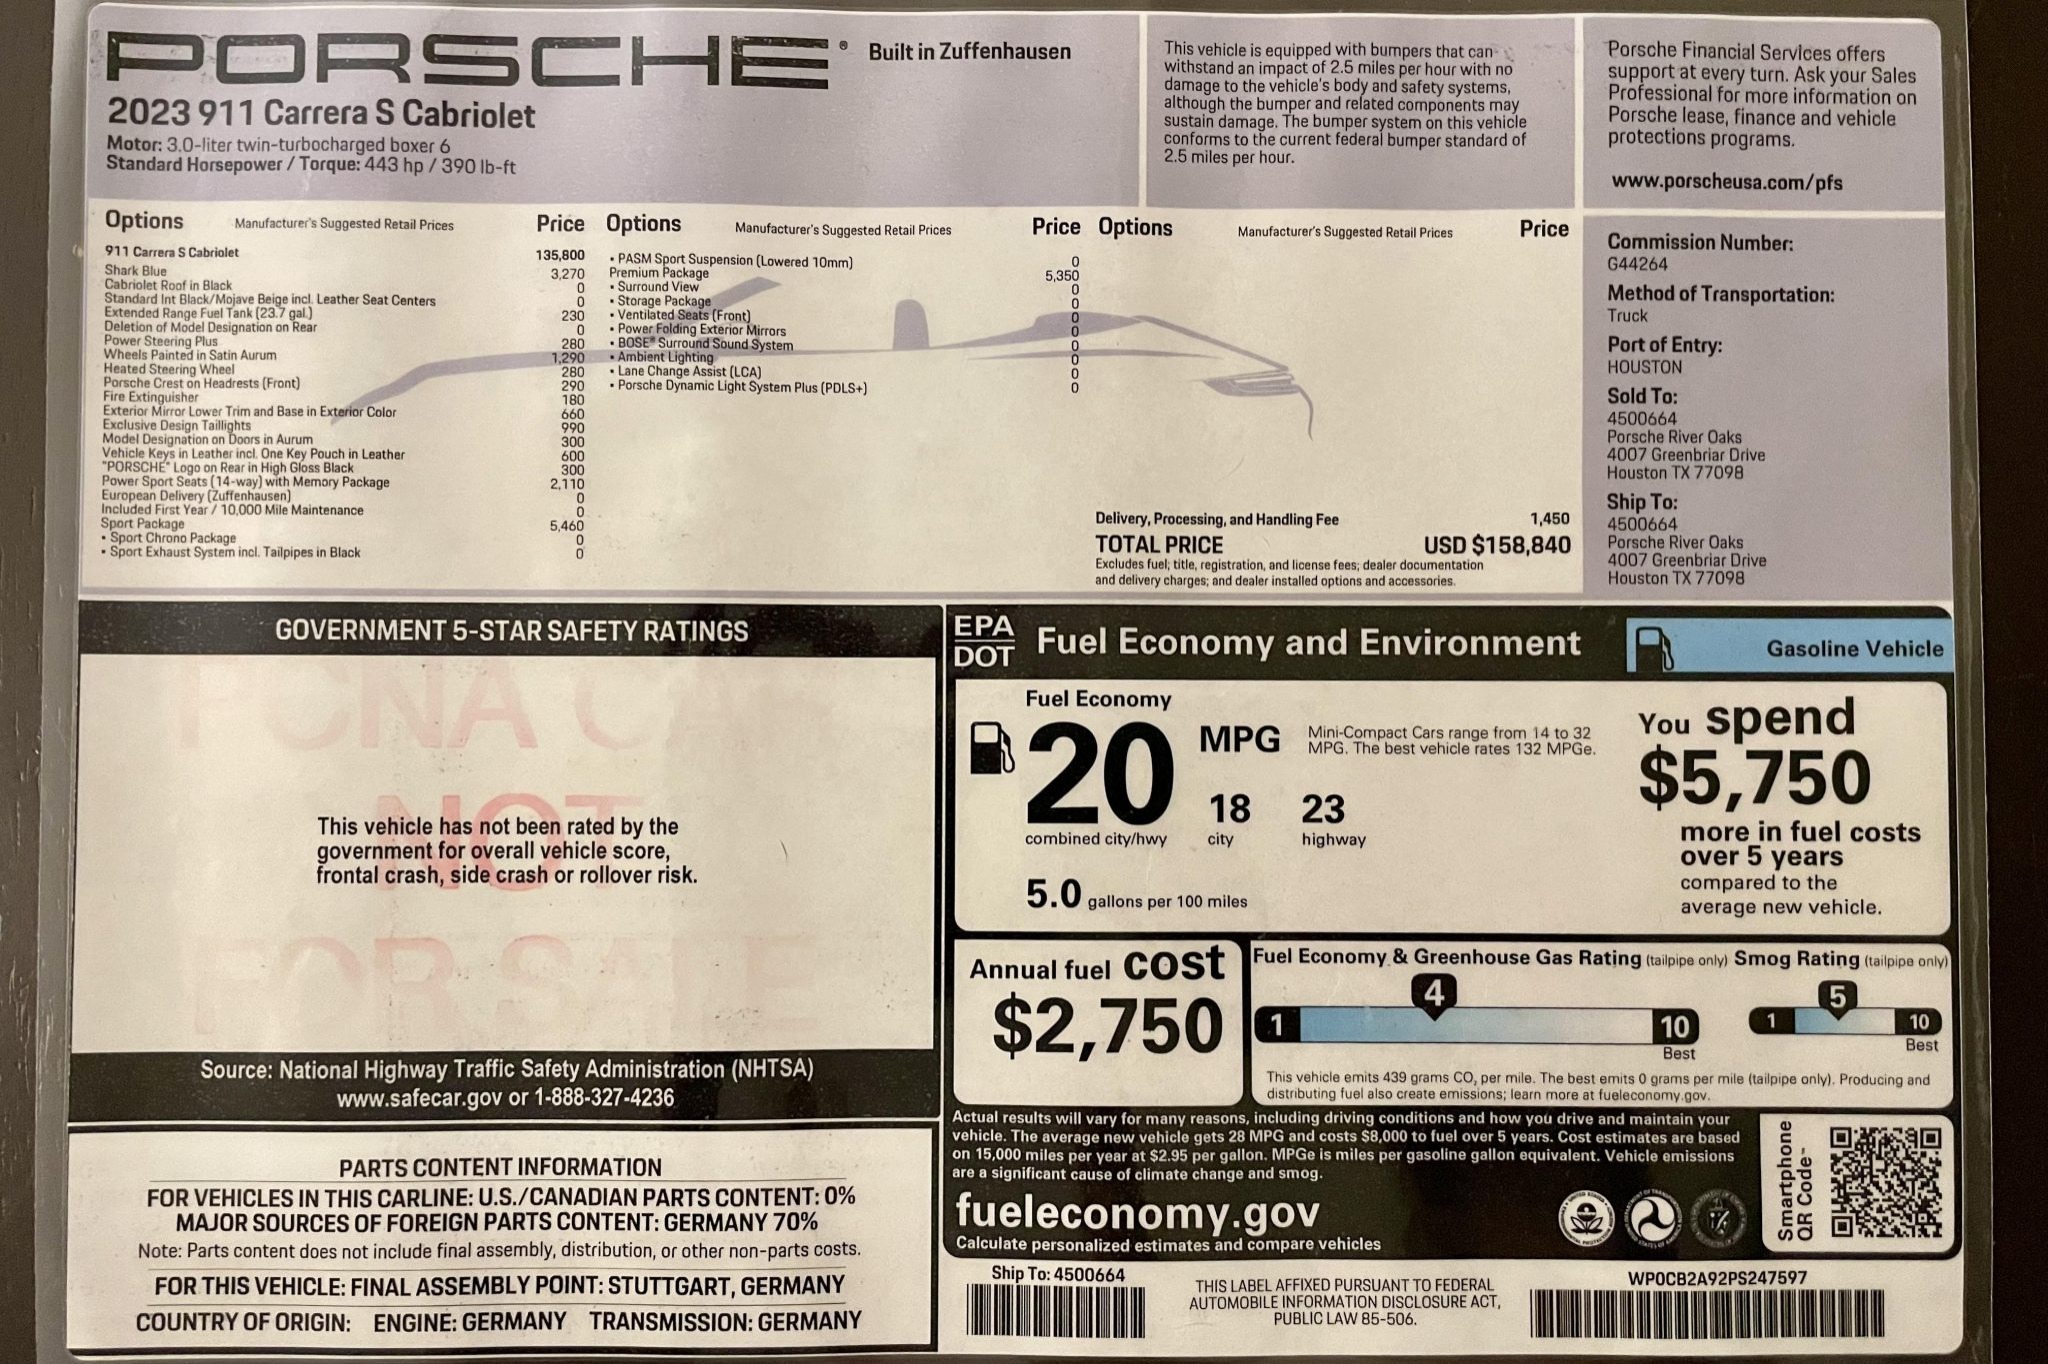 PORSCHE® Built in Zuffenhausen
2023 911 Carrera S Cabriolet
Motor: 3.0-liter twin-turbocharged boxer 6
Standard Horsepower / Torque: 443 hp / 390 lb-ft
This vehicle is equipped with bumpers that can
withstand an impact of 2.5 miles per hour with no
damage to the vehicle's body and safety systems,
although the bumper and related components may
sustain damage. The bumper system on this vehicle
conforms to the current federal bumper standard of
2.5 miles per hour.
Porsche Financial Services offers
support at every turn. Ask your Sales
Professional for more information on
Porsche lease, finance and vehicle
protections programs.
www.porscheusa.com/pfs
Options Manufacturer's Suggested Retail Prices Price
911 Carrera S Cabriolet 135,800
Shark Blue 3,270
Cabriolet Roof in Black 0
Standard Int Black/Mojave Beige incl. Leather Seat Centers 0
Extended Range Fuel Tank (23.7 gal.) 230
Deletion of Model Designation on Rear 0
Power Steering Plus 280
Wheels Painted in Satin Aurum 1,290
Heated Steering Wheel 280
Porsche Crest on Headrests (Front) 290
Fire Extinguisher 180
Exterior Mirror Lower Trim and Base in Exterior Color 660
Exclusive Design Taillights 990
Model Designation on Doors in Aurum 300
Vehicle Keys in Leather incl. One Key Pouch in Leather 600
"PORSCHE" Logo on Rear in High Gloss Black 300
Power Sport Seats (14-way) with Memory Package 2,110
European Delivery (Zuffenhausen) 0
Included First Year / 10,000 Mile Maintenance 0
Sport Package 5,460
• Sport Chrono Package 0
• Sport Exhaust System incl. Tailpipes in Black 0
Options Manufacturer's Suggested Retail Prices Price
• PASM Sport Suspension (Lowered 10mm) 0
Premium Package 5,350
• Surround View 0
• Storage Package 0
• Ventilated Seats (Front) 0
• Power Folding Exterior Mirrors 0
• BOSE® Surround Sound System 0
• Ambient Lighting 0
• Lane Change Assist (LCA) 0
• Porsche Dynamic Light System Plus (PDLS+) 0
Options Manufacturer's Suggested Retail Prices Price
Delivery, Processing, and Handling Fee 1,450
TOTAL PRICE USD $158,840
Excludes fuel; title, registration, and license fees; dealer documentation
and delivery charges; and dealer installed options and accessories.
Commission Number:
G44264
Method of Transportation:
Truck
Port of Entry:
HOUSTON
Sold To:
4500664
Porsche River Oaks
4007 Greenbriar Drive
Houston TX 77098
Ship To:
4500664
Porsche River Oaks
4007 Greenbriar Drive
Houston TX 77098
GOVERNMENT 5-STAR SAFETY RATINGS
PCNA CAR
NOT
FOR SALE
This vehicle has not been rated by the
government for overall vehicle score,
frontal crash, side crash or rollover risk.
Source: National Highway Traffic Safety Administration (NHTSA)
www.safecar.gov or 1-888-327-4236
PARTS CONTENT INFORMATION
FOR VEHICLES IN THIS CARLINE: U.S./CANADIAN PARTS CONTENT: 0%
MAJOR SOURCES OF FOREIGN PARTS CONTENT: GERMANY 70%
Note: Parts content does not include final assembly, distribution, or other non-parts costs.
FOR THIS VEHICLE: FINAL ASSEMBLY POINT: STUTTGART, GERMANY
COUNTRY OF ORIGIN: ENGINE: GERMANY TRANSMISSION: GERMANY
EPA
DOT
Fuel Economy and Environment
Gasoline Vehicle
Fuel Economy
20 MPG
combined city/hwy
18
city
23
highway
Mini-Compact Cars range from 14 to 32
MPG. The best vehicle rates 132 MPGe.
5.0 gallons per 100 miles
You spend
$5,750
more in fuel costs
over 5 years
compared to the
average new vehicle.
Annual fuel cost
$2,750
Fuel Economy & Greenhouse Gas Rating (tailpipe only)
4
1 10
Best
Smog Rating (tailpipe only)
5
1 10
Best
This vehicle emits 439 grams CO₂ per mile. The best emits 0 grams per mile (tailpipe only). Producing and
distributing fuel also create emissions; learn more at fueleconomy.gov.
Actual results will vary for many reasons, including driving conditions and how you drive and maintain your
vehicle. The average new vehicle gets 28 MPG and costs $8,000 to fuel over 5 years. Cost estimates are based
on 15,000 miles per year at $2.95 per gallon. MPGe is miles per gasoline gallon equivalent. Vehicle emissions
are a significant cause of climate change and smog.
fueleconomy.gov
Calculate personalized estimates and compare vehicles
Smartphone
QR Code™
Ship To: 4500664
THIS LABEL AFFIXED PURSUANT TO FEDERAL
AUTOMOBILE INFORMATION DISCLOSURE ACT,
PUBLIC LAW 85-506.
WP0CB2A92PS247597